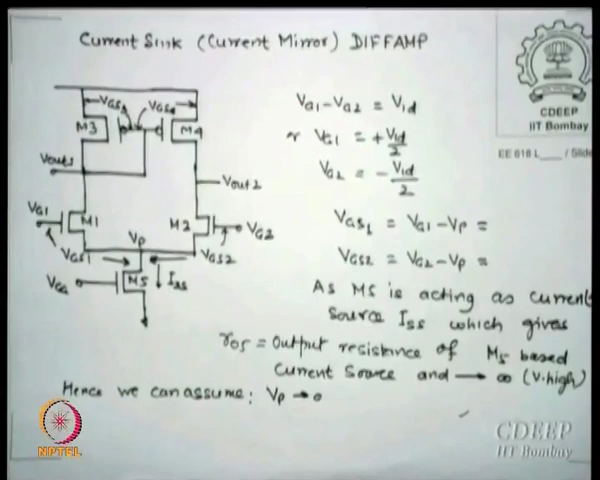 Current Sink (Current Mirror) DIFFAMP
CDEEP
IIT Bombay
EE 618 L____ / Slide
VGS3 VGS4
M3 M4
Vout1
Vout2
VG1 M1 M2 VG2
VGS1 VP VGS2
M5 ISS
VG1 - VG2 = Vid
or VG1 = + Vid/2
VG2 = - Vid/2
VGS1 = VG1 - VP =
VGS2 = VG2 - VP =
As M5 is acting as current
Source ISS which gives
ro5 = Output resistance of M5 based
Current Source and → ∞ (V.high)
Hence we can assume: VP → 0
NPTEL
CDEEP
IIT Bombay